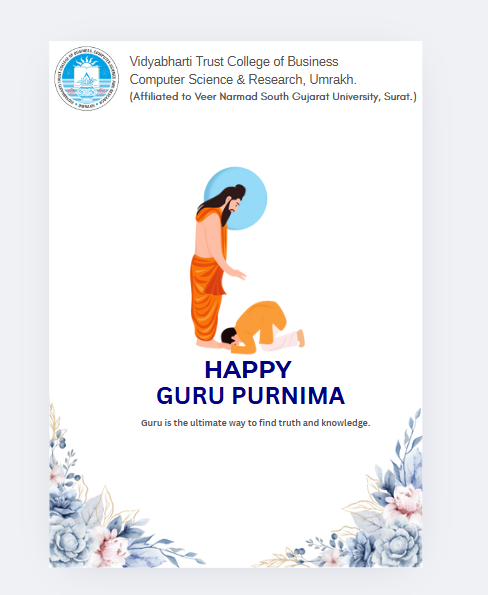 Vidyabharti Trust College of Business
Computer Science & Research, Umrakh.
(Affiliated to Veer Narmad South Gujarat University, Surat.)
HAPPY
GURU PURNIMA
Guru is the ultimate way to find truth and knowledge.